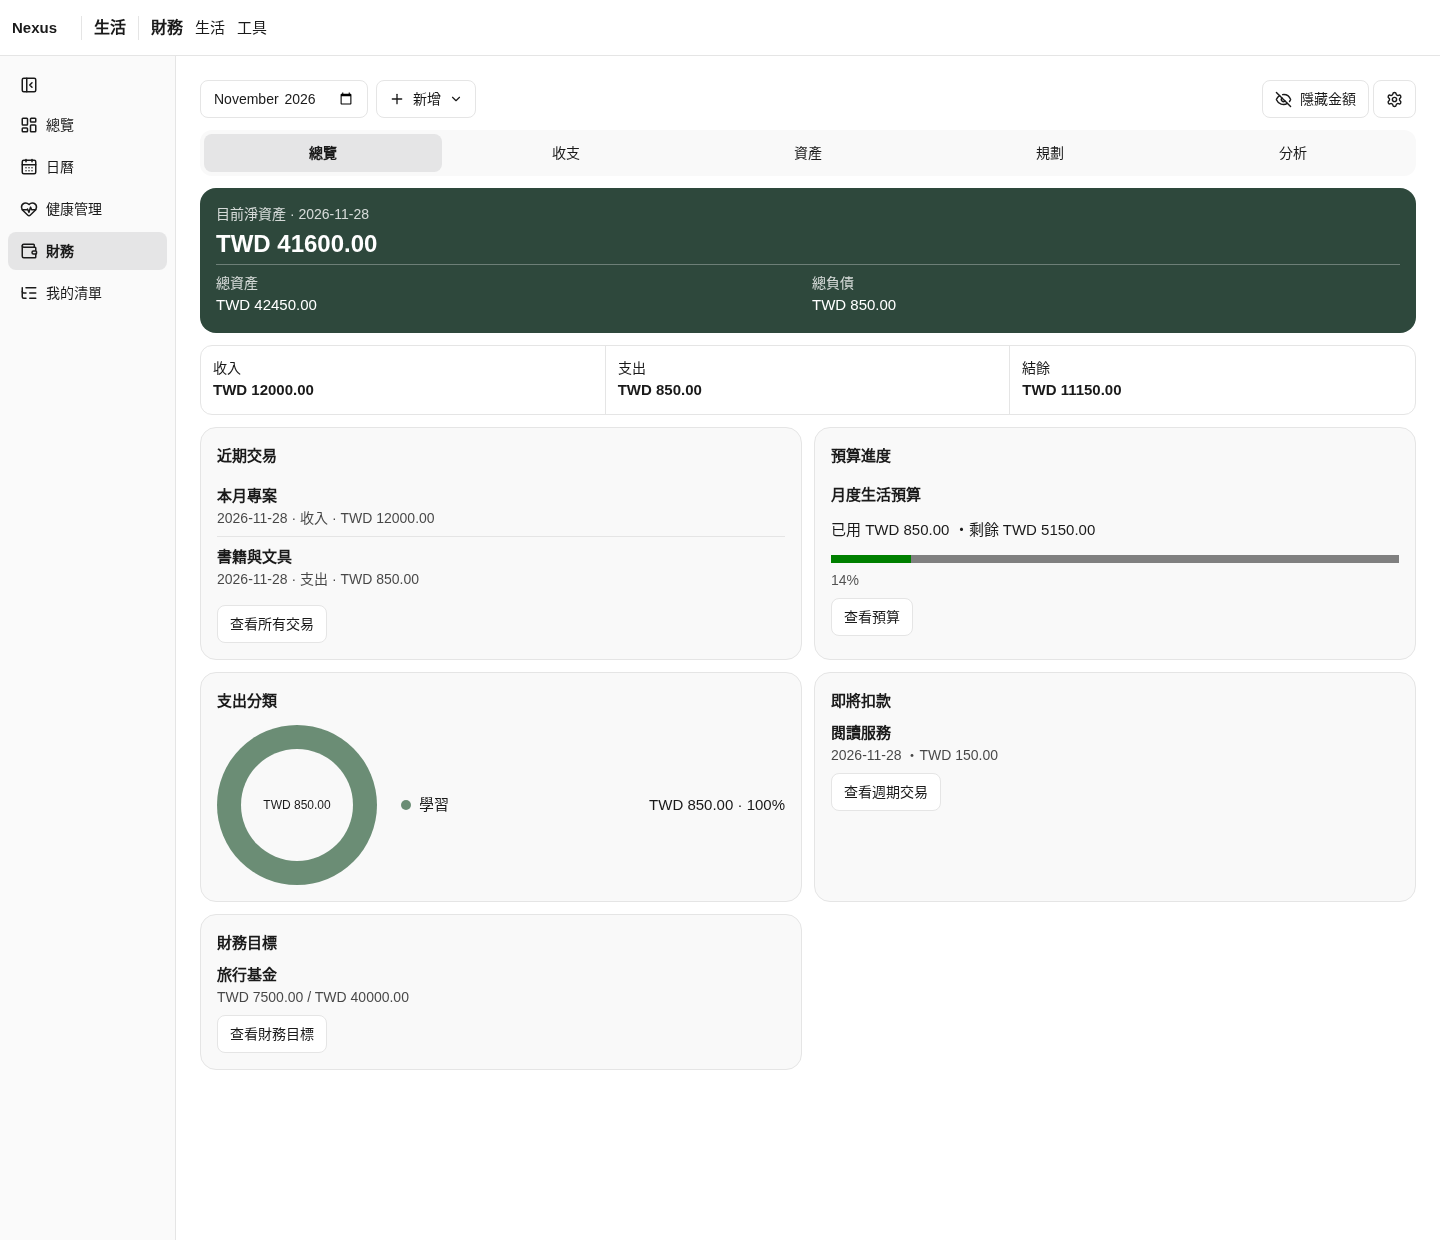 Nexus 生活 財務 生活 工具
總覽
日曆
健康管理
財務
我的清單
November 2026 新增 隱藏金額
總覽 收支 資產 規劃 分析
目前淨資產 · 2026-11-28
TWD 41600.00
總資產 總負債
TWD 42450.00 TWD 850.00
收入 支出 結餘
TWD 12000.00 TWD 850.00 TWD 11150.00
近期交易
本月專案
2026-11-28 · 收入 · TWD 12000.00
書籍與文具
2026-11-28 · 支出 · TWD 850.00
查看所有交易
預算進度
月度生活預算
已用 TWD 850.00 ・剩餘 TWD 5150.00
14%
查看預算
支出分類
TWD 850.00
學習 TWD 850.00 · 100%
即將扣款
閱讀服務
2026-11-28 ・TWD 150.00
查看週期交易
財務目標
旅行基金
TWD 7500.00 / TWD 40000.00
查看財務目標